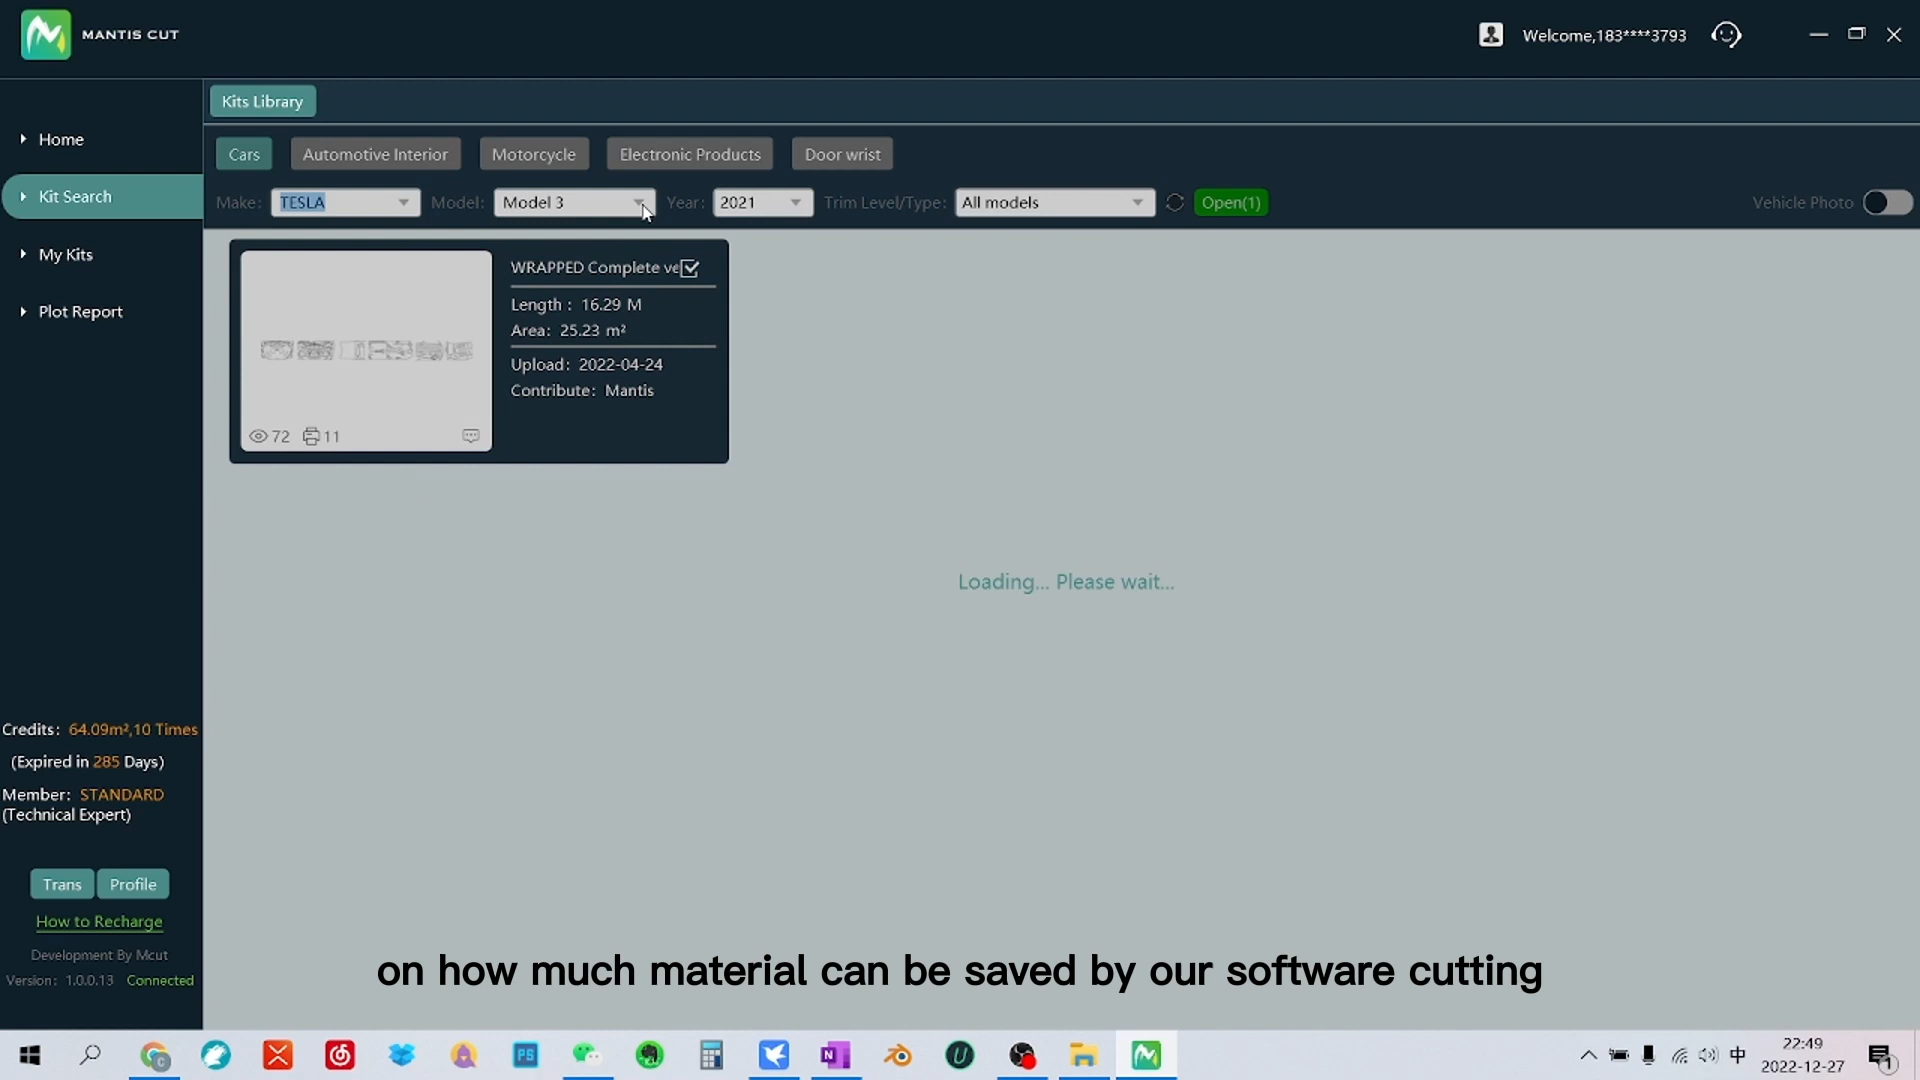 MANTIS CUT
Welcome,183****3793
Kits Library
Home
Kit Search
My Kits
Plot Report
Cars
Automotive Interior
Motorcycle
Electronic Products
Door wrist
Make: TESLA Model: Model 3 Year: 2021 Trim Level/Type: All models Open(1) Vehicle Photo
WRAPPED Complete ve
Length : 16.29 M
Area: 25.23 m²
Upload: 2022-04-24
Contribute: Mantis
72 11
Loading... Please wait...
Credits: 64.09m²,10 Times
(Expired in 285 Days)
Member: STANDARD
(Technical Expert)
Trans Profile
How to Recharge
Development By Mcut
Version: 1.0.0.13 Connected
on how much material can be saved by our software cutting
PS
N
U
中
22:49
2022-12-27
1